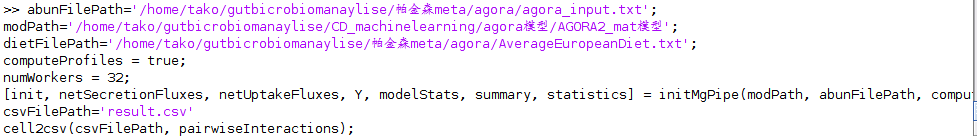 >> abunFilePath='/home/tako/gutbicrobiomanaylise/帕金森meta/agora/agora_input.txt';
modPath='/home/tako/gutbicrobiomanaylise/CD_machinelearning/agora模型/AGORA2_mat模型';
dietFilePath='/home/tako/gutbicrobiomanaylise/帕金森meta/agora/AverageEuropeanDiet.txt';
computeProfiles = true;
numWorkers = 32;
[init, netSecretionFluxes, netUptakeFluxes, Y, modelStats, summary, statistics] = initMgPipe(modPath, abunFilePath, compu
csvFilePath='result.csv'
cell2csv(csvFilePath, pairwiseInteractions);